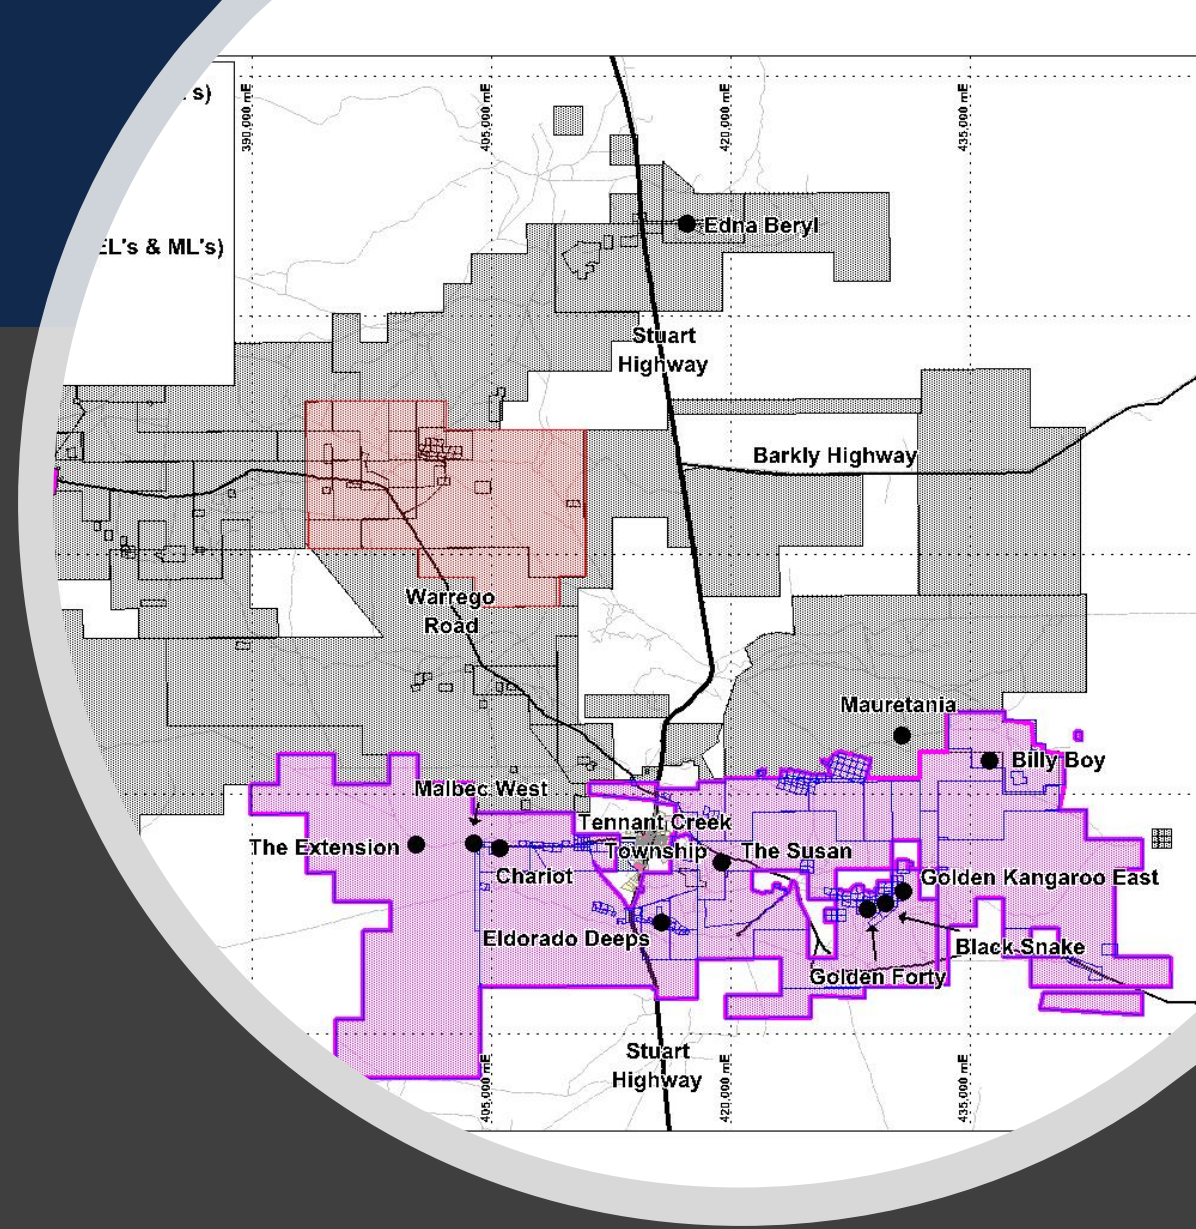 's)
390,000 mE
405,000 mE
420,000 mE
435,000 mE
Edna Beryl
EL's & ML's)
Stuart
Highway
Barkly Highway
Warrego
Road
Mauretania
Billy Boy
Malbec West
Tennant Creek
Township
The Extension
The Susan
Chariot
Golden Kangaroo East
Eldorado Deeps
Black Snake
Golden Forty
Stuart
Highway
405,000 mE
420,000 mE
435,000 mE